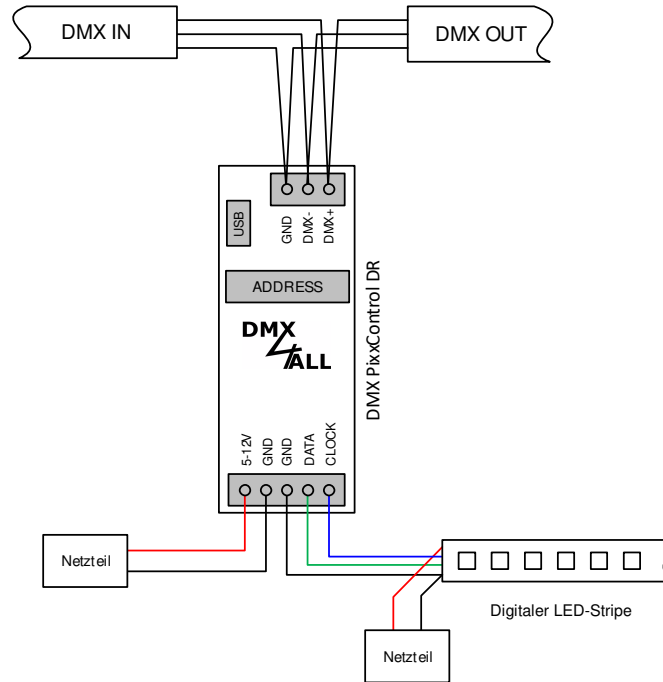 DMX IN
DMX OUT
GND
DMX-
DMX+
USB
ADDRESS
DMX
4ALL
DMX PixxControl DR
5-12V
GND
GND
DATA
CLOCK
Netzteil
Digitaler LED-Stripe
Netzteil